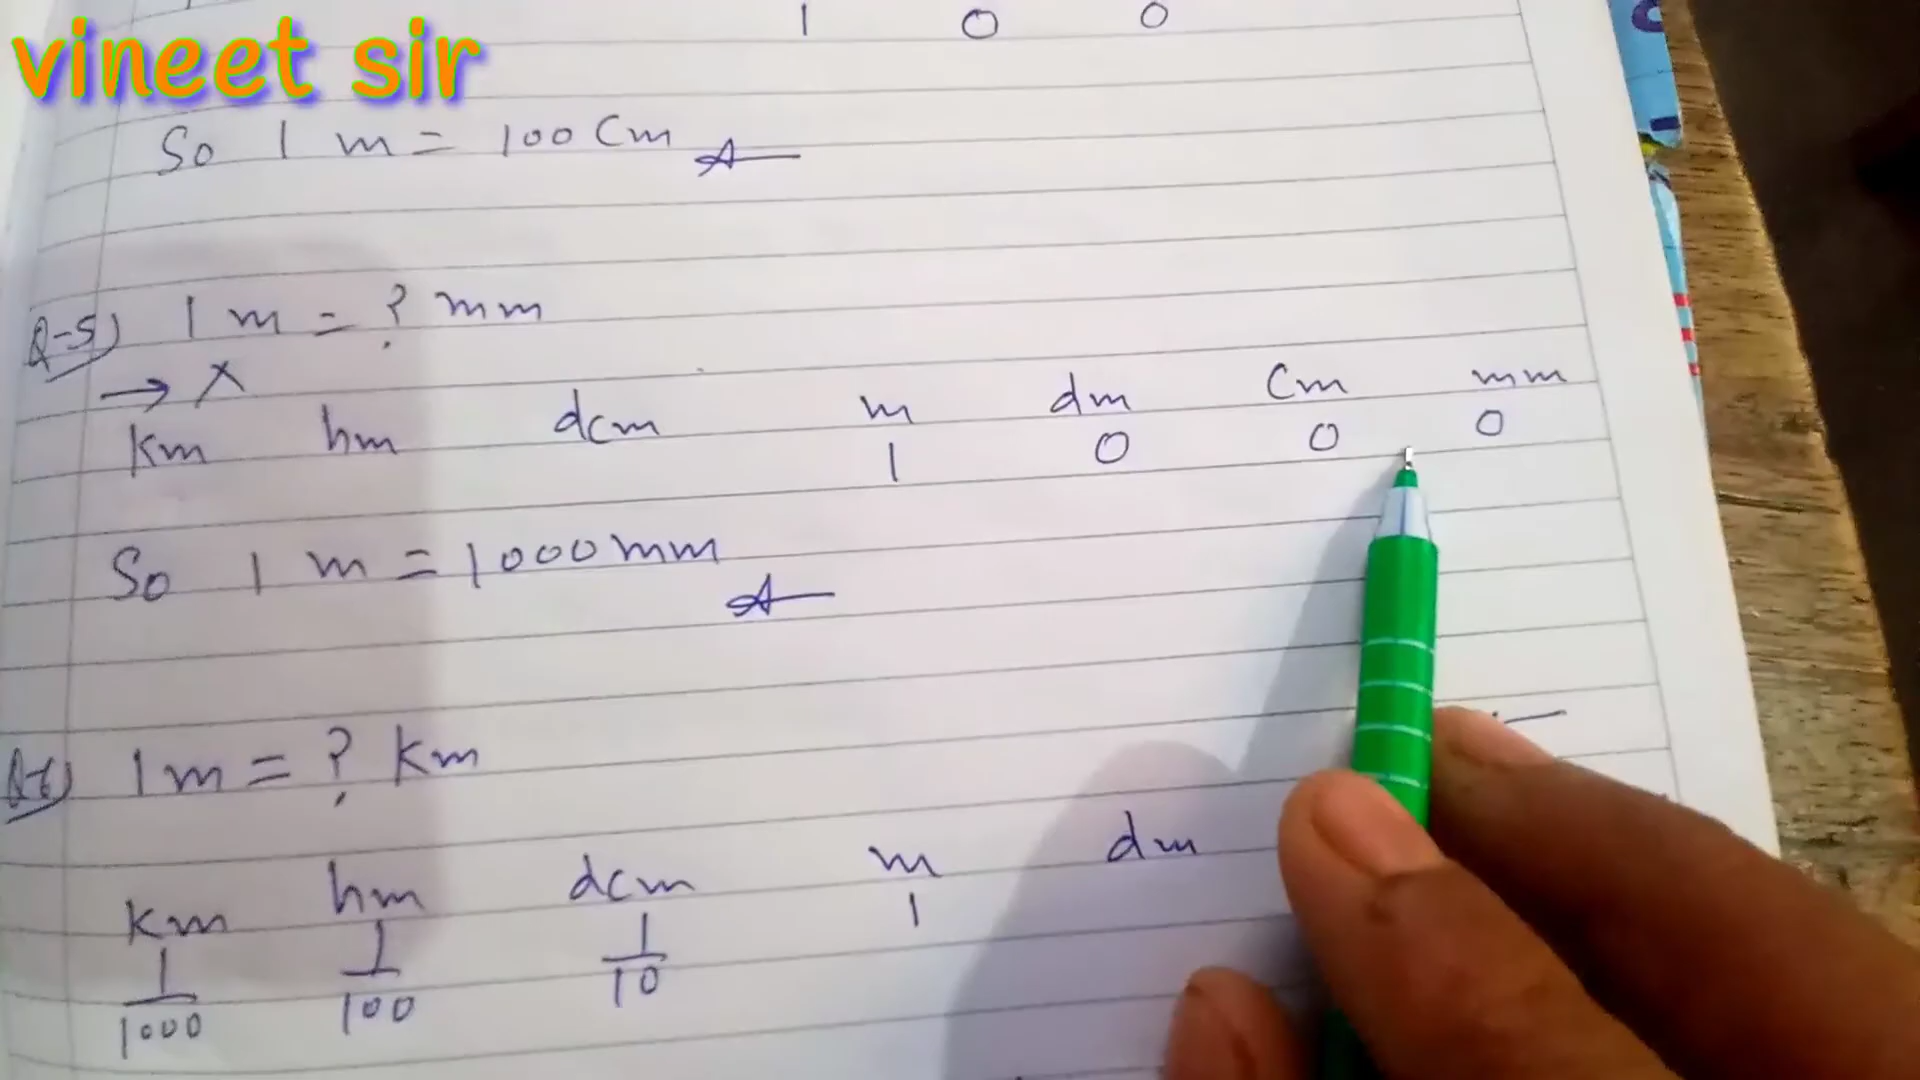 1 0 0
vineet sir
So 1 m = 100 Cm A
Q-5) 1 m = ? mm
→ X
Km hm dcm m dm Cm mm
1 0 0 0
So 1 m = 1000 mm A
Q-6) 1 m = ? Km
Km hm dcm m dm
1/1000 1/100 1/10 1